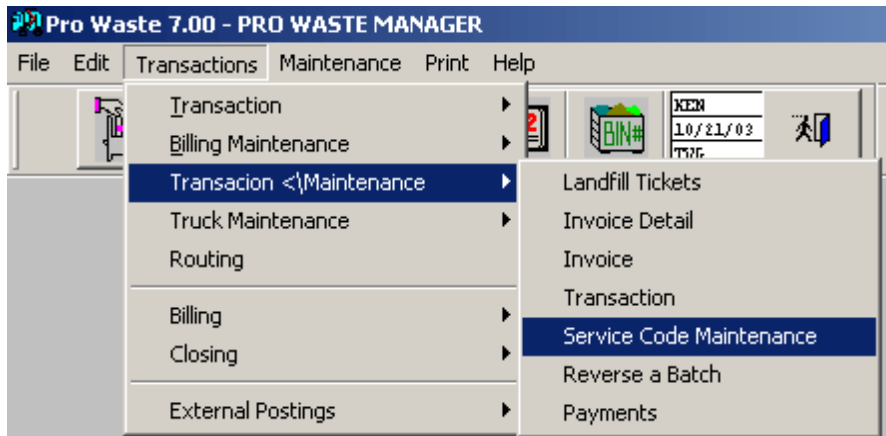 Pro Waste 7.00 - PRO WASTE MANAGER
File Edit Transactions Maintenance Print Help
Transaction
Billing Maintenance
Transacion <\Maintenance
Truck Maintenance
Routing
Billing
Closing
External Postings
2
BIN#
KEN
10/21/03
Landfill Tickets
Invoice Detail
Invoice
Transaction
Service Code Maintenance
Reverse a Batch
Payments